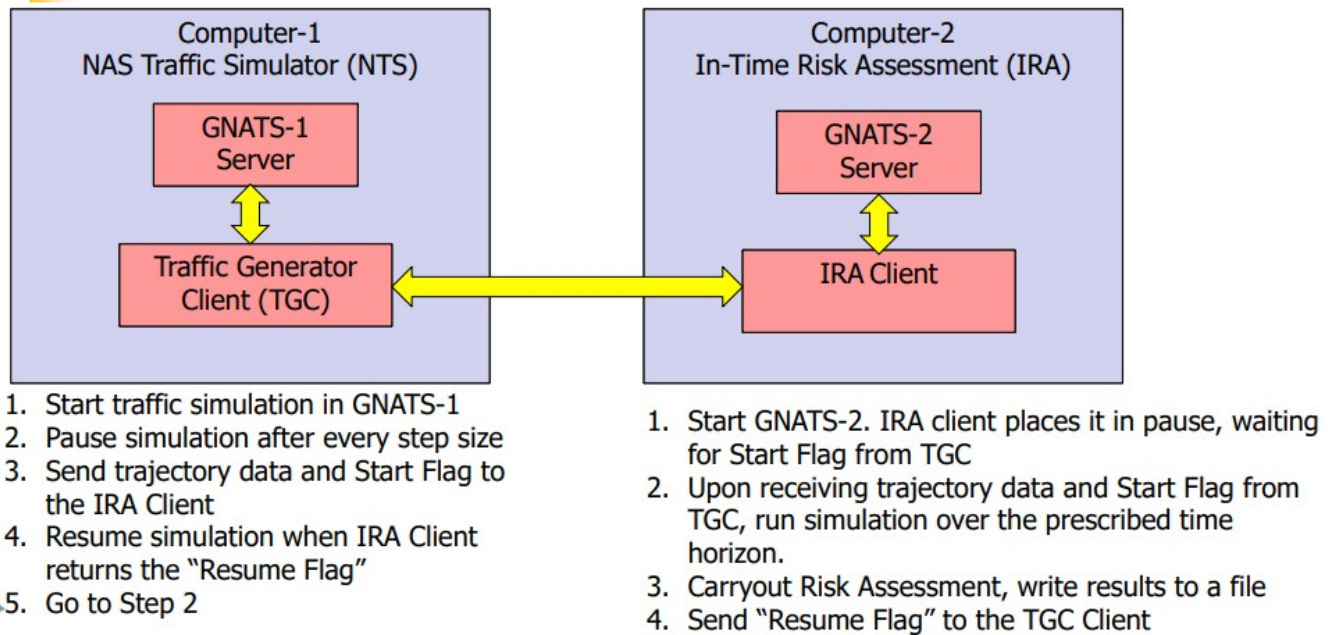 Computer-1
NAS Traffic Simulator (NTS)
GNATS-1
Server
Traffic Generator
Client (TGC)
Computer-2
In-Time Risk Assessment (IRA)
GNATS-2
Server
IRA Client
1. Start traffic simulation in GNATS-1
2. Pause simulation after every step size
3. Send trajectory data and Start Flag to
the IRA Client
4. Resume simulation when IRA Client
returns the “Resume Flag”
5. Go to Step 2
1. Start GNATS-2. IRA client places it in pause, waiting
for Start Flag from TGC
2. Upon receiving trajectory data and Start Flag from
TGC, run simulation over the prescribed time
horizon.
3. Carryout Risk Assessment, write results to a file
4. Send “Resume Flag” to the TGC Client